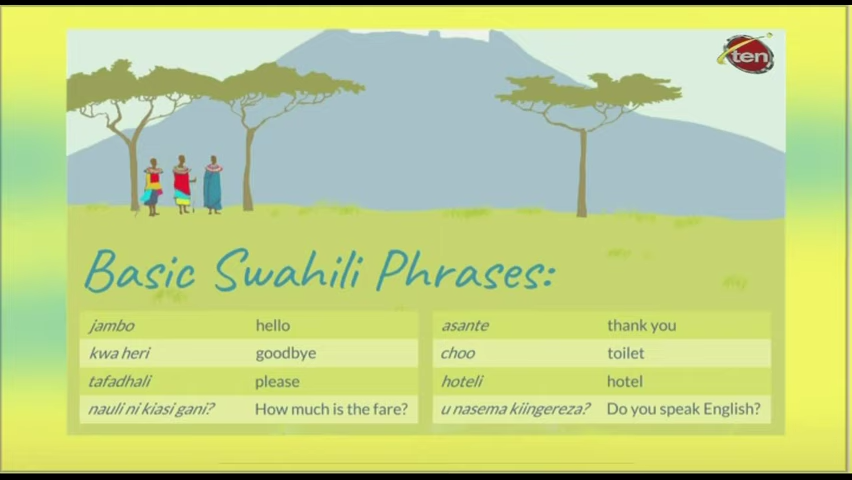 ten
Basic Swahili Phrases:
jambo hello
kwa heri goodbye
tafadhali please
nauli ni kiasi gani? How much is the fare?
asante thank you
choo toilet
hoteli hotel
u nasema kiingereza? Do you speak English?